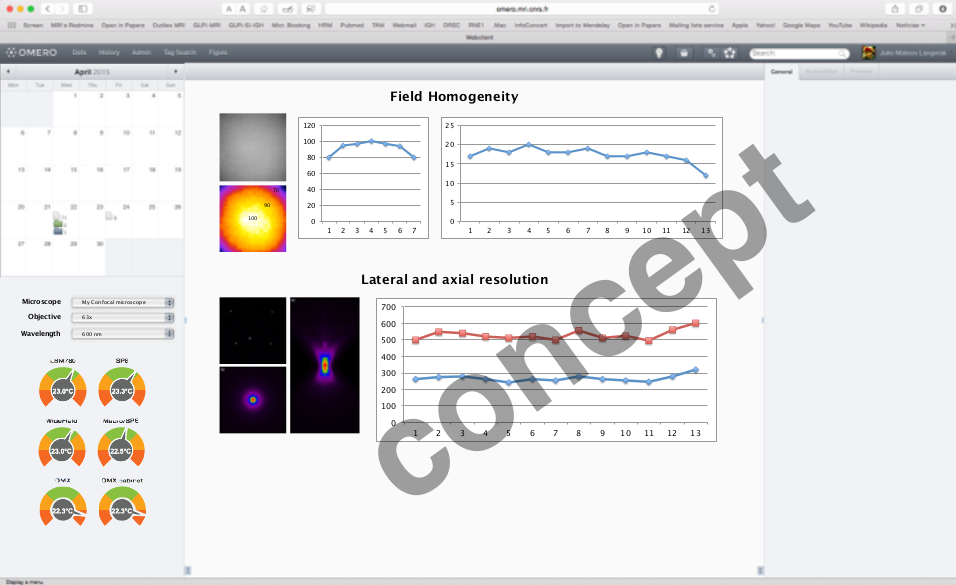 omero.mri.cnrs.fr
Screen MRI's Redmine Open in Papers Outliex MRI GLPI-MRI GLPI-SI-IGH Micr. Booking HRM Pubmed TAM Webmail IGH ORSC RNE1 .Mac InfoConcert Import to Mendeley Open in Papers Mailing lists service Apple Yahoo! Google Maps YouTube Wikipedia Noticies
Webclient
OMERO Data History Admin Tag Search Figure Search: Julio Mateos Langerak
April 2015
General Acquisition Preview
Mon Tue Wed Thu Fri Sat Sun
1 2 3 4 5
6 7 8 9 10 11 12
13 14 15 16 17 18 19
20 21 22 23 24 25 26
27 28 29 30
Field Homogeneity
120
100
80
60
40
20
0
1 2 3 4 5 6 7
25
20
15
10
5
0
1 2 3 4 5 6 7 8 9 10 11 12 13
70
90
100
Lateral and axial resolution
700
600
500
400
300
200
100
0
1 2 3 4 5 6 7 8 9 10 11 12 13
Microscope My Confocal microscope
Objective 63x
Wavelength 600 nm
LSM780 SP8
23.0°C 23.3°C
Widefield MacroSPE
23.0°C 22.5°C
OMX OMX cabinet
22.3°C 22.3°C
concept
Display a menu